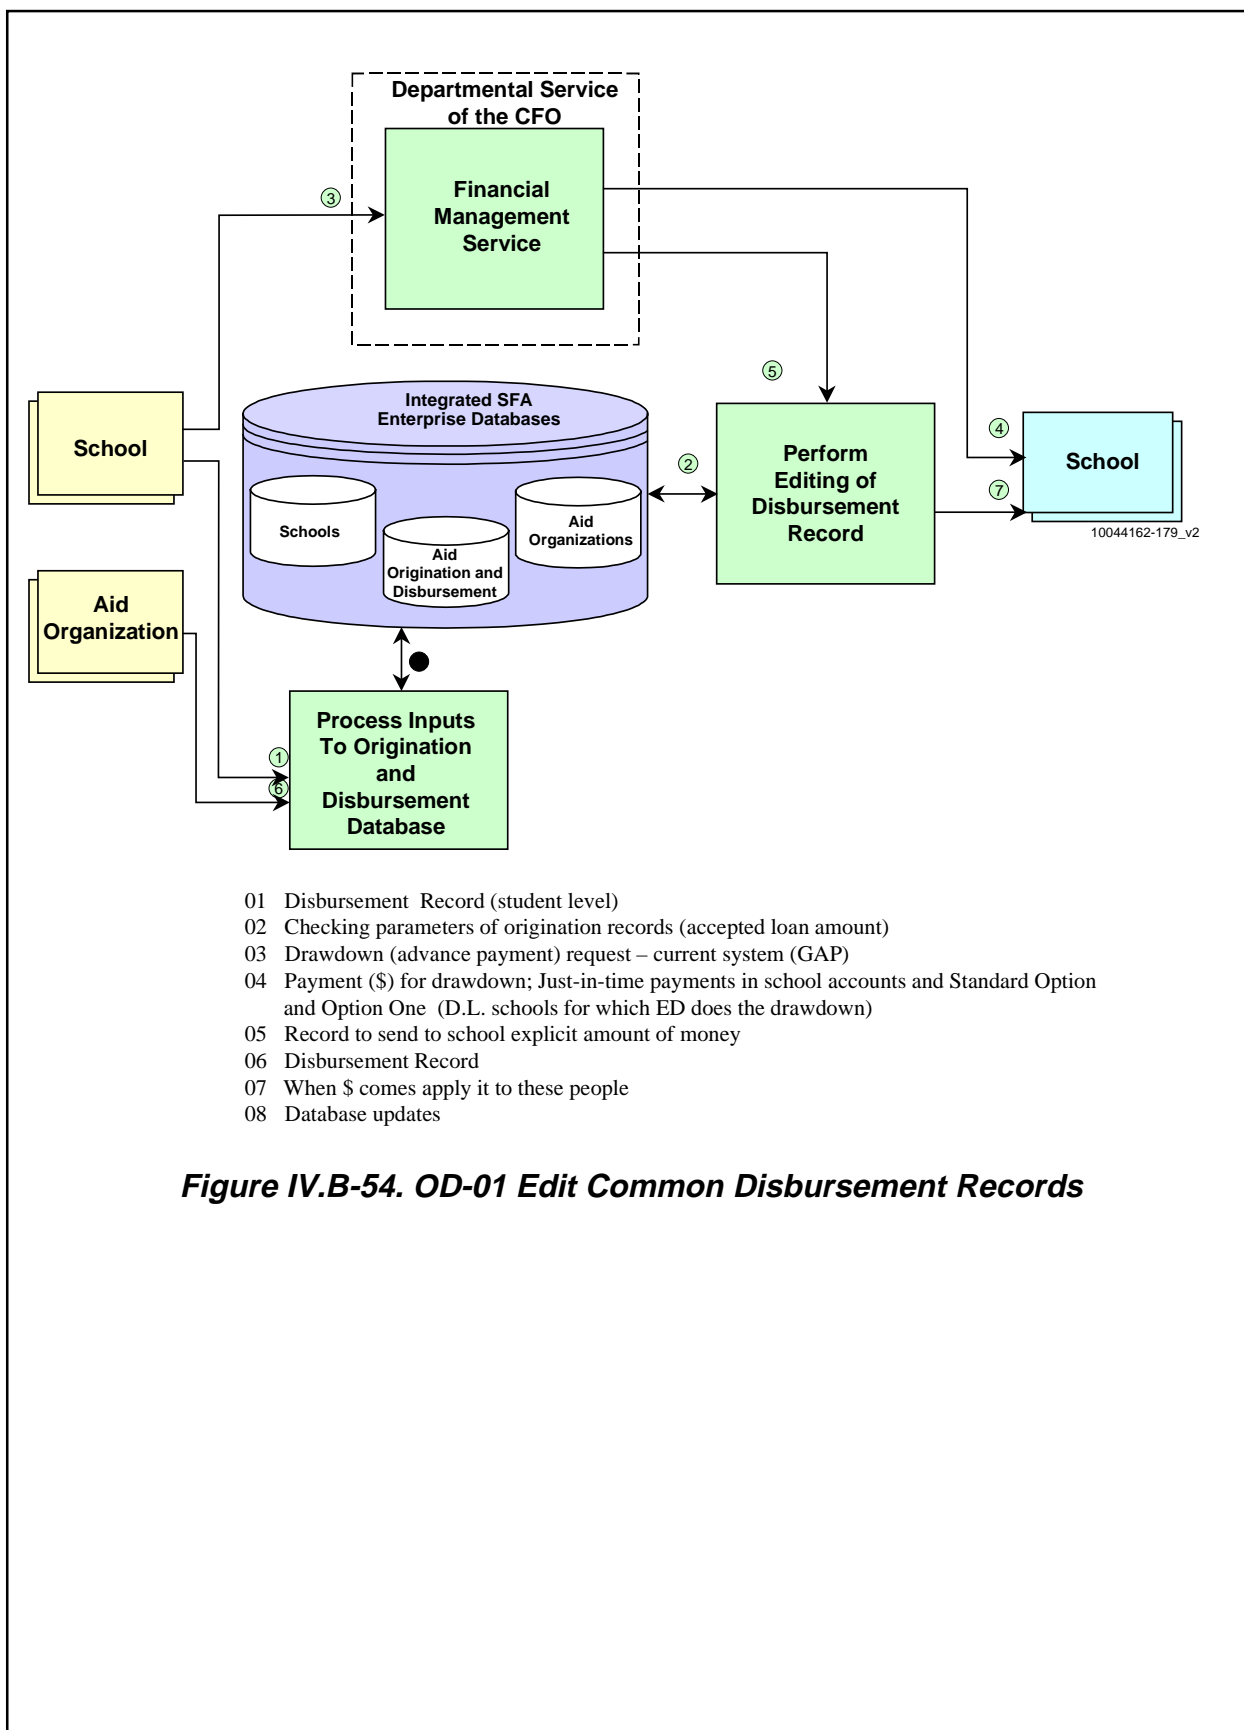 Departmental Service
of the CFO
Financial
Management
Service
3
5
Integrated SFA
Enterprise Databases
School
2
Perform
Editing of
Disbursement
Record
4
School
7
10044162-179_v2
Schools
Aid
Organizations
Aid
Origination and
Disbursement
Aid
Organization
Process Inputs
To Origination
and
Disbursement
Database
1
6
01 Disbursement Record (student level)
02 Checking parameters of origination records (accepted loan amount)
03 Drawdown (advance payment) request – current system (GAP)
04 Payment ($) for drawdown; Just-in-time payments in school accounts and Standard Option
and Option One (D.L. schools for which ED does the drawdown)
05 Record to send to school explicit amount of money
06 Disbursement Record
07 When $ comes apply it to these people
08 Database updates
Figure IV.B-54. OD-01 Edit Common Disbursement Records